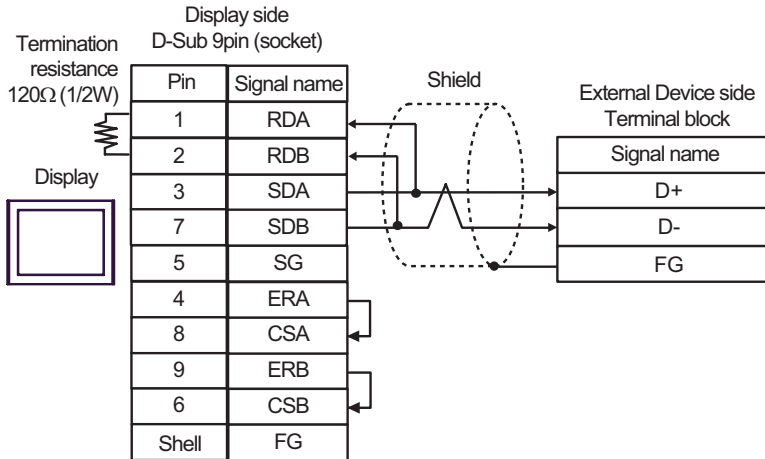 Display side
D-Sub 9pin (socket)
Termination
resistance
120Ω (1/2W)
Display
Pin Signal name
1 RDA
2 RDB
3 SDA
7 SDB
5 SG
4 ERA
8 CSA
9 ERB
6 CSB
Shell FG
Shield
External Device side
Terminal block
Signal name
D+
D-
FG